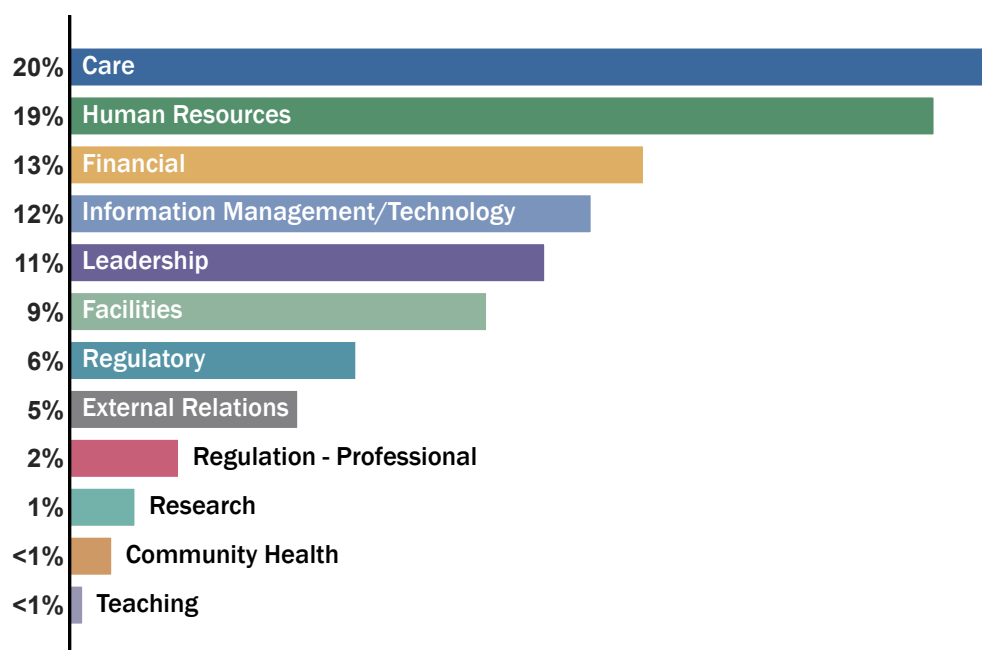 20% Care
19% Human Resources
13% Financial
12% Information Management/Technology
11% Leadership
9% Facilities
6% Regulatory
5% External Relations
2% Regulation - Professional
1% Research
<1% Community Health
<1% Teaching